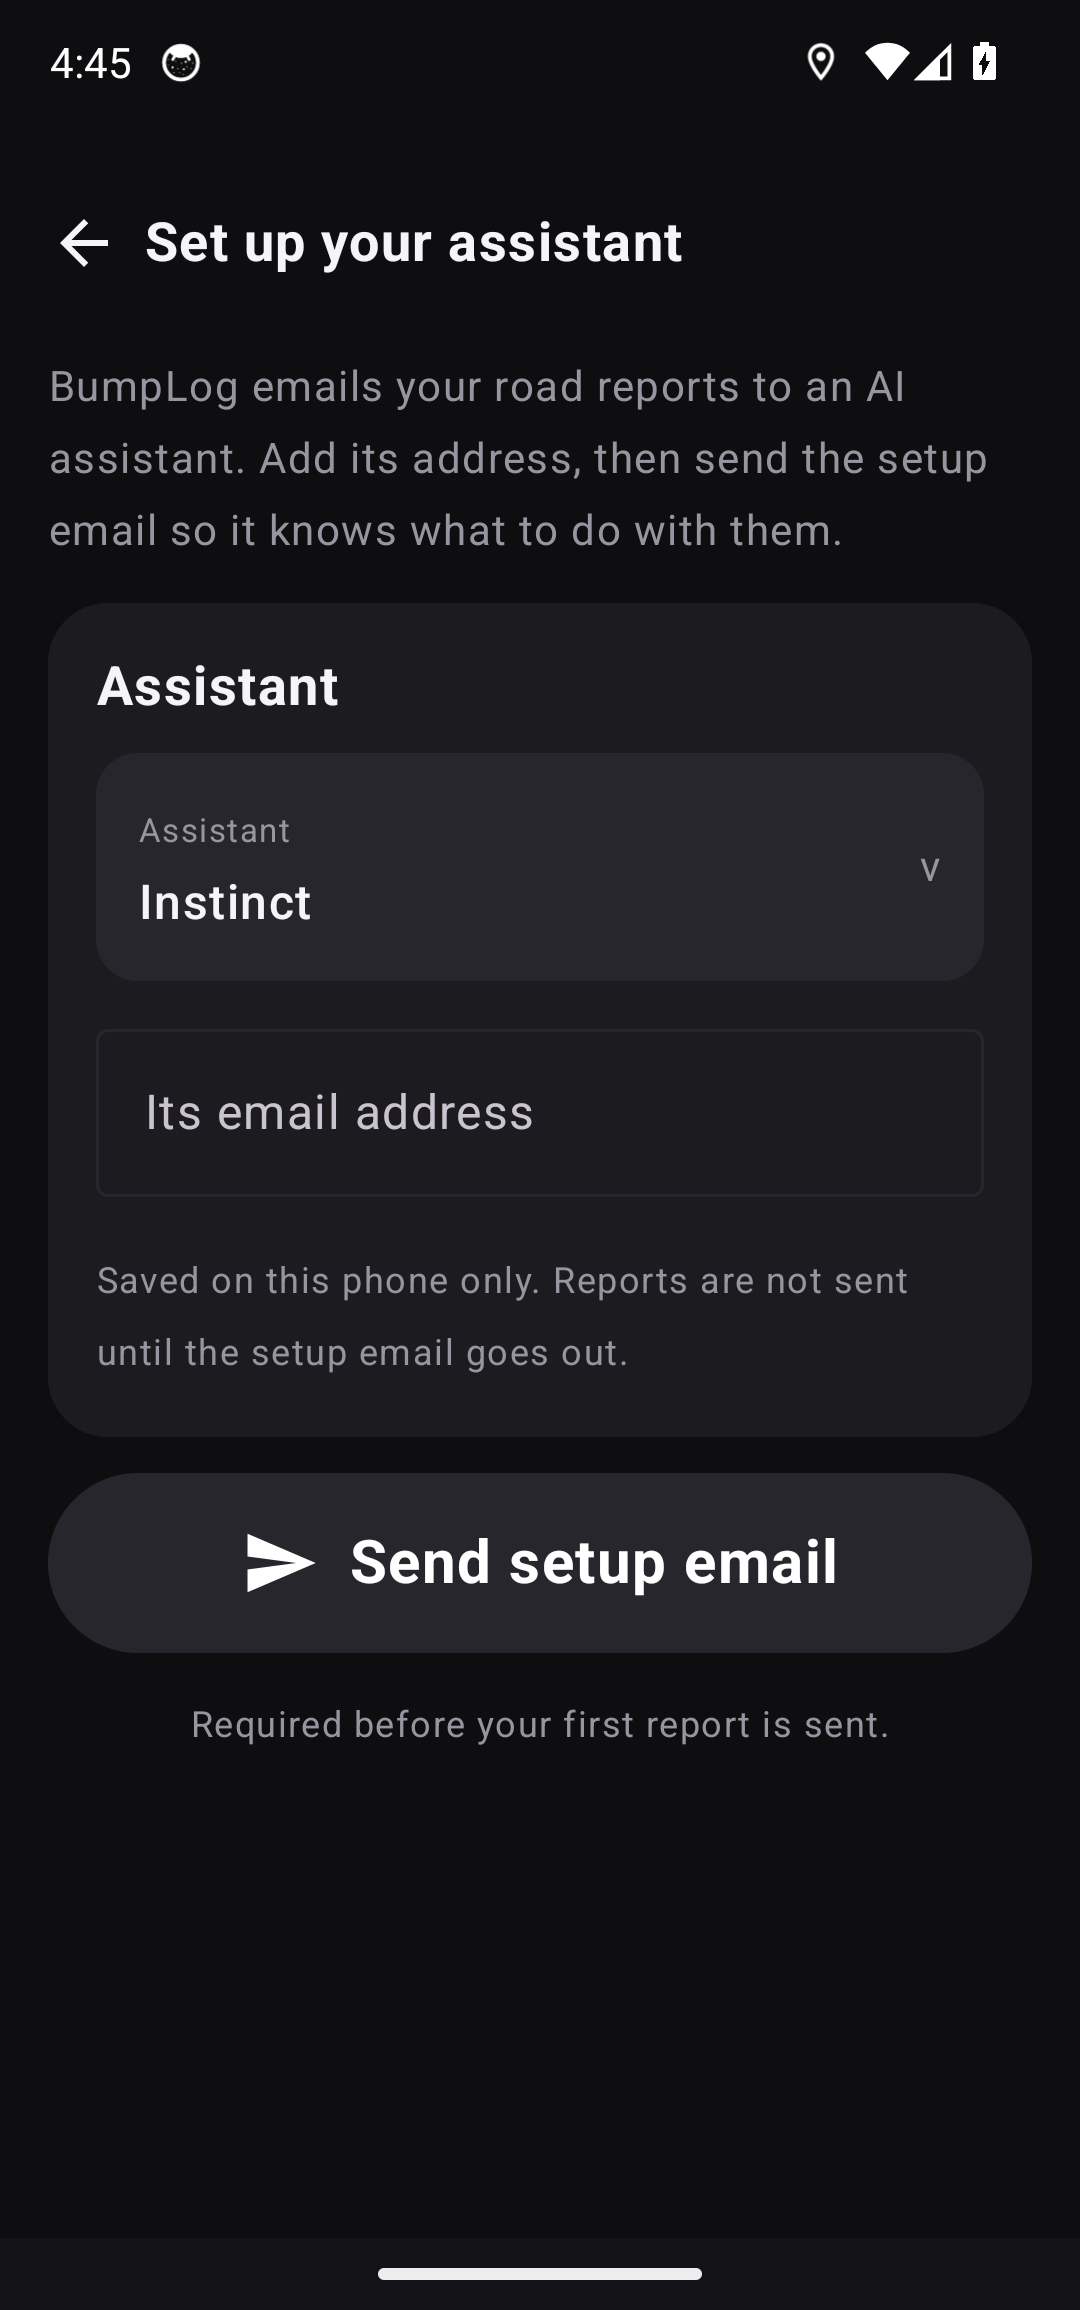 4:45
Set up your assistant
BumpLog emails your road reports to an AI
assistant. Add its address, then send the setup
email so it knows what to do with them.
Assistant
Assistant
Instinct
v
Its email address
Saved on this phone only. Reports are not sent
until the setup email goes out.
Send setup email
Required before your first report is sent.